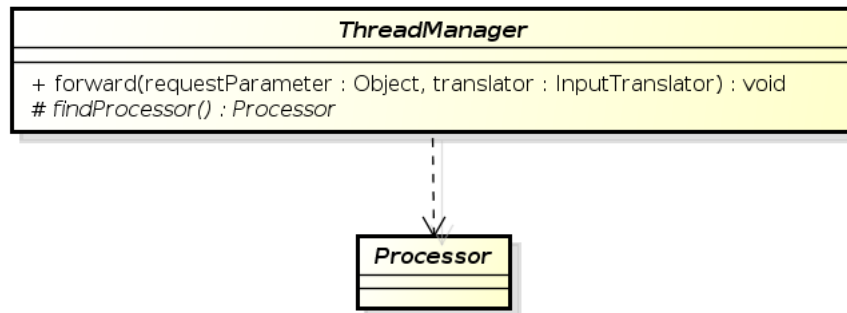 ThreadManager
+ forward(requestParameter : Object, translator : InputTranslator) : void
# findProcessor() : Processor
Processor